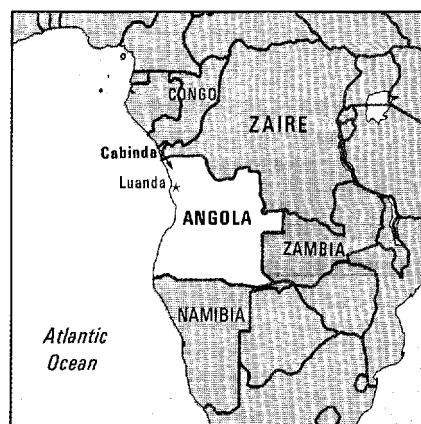 CONGO
ZAIRE
Cabinda
Luanda
ANGOLA
ZAMBIA
NAMIBIA
Atlantic
Ocean